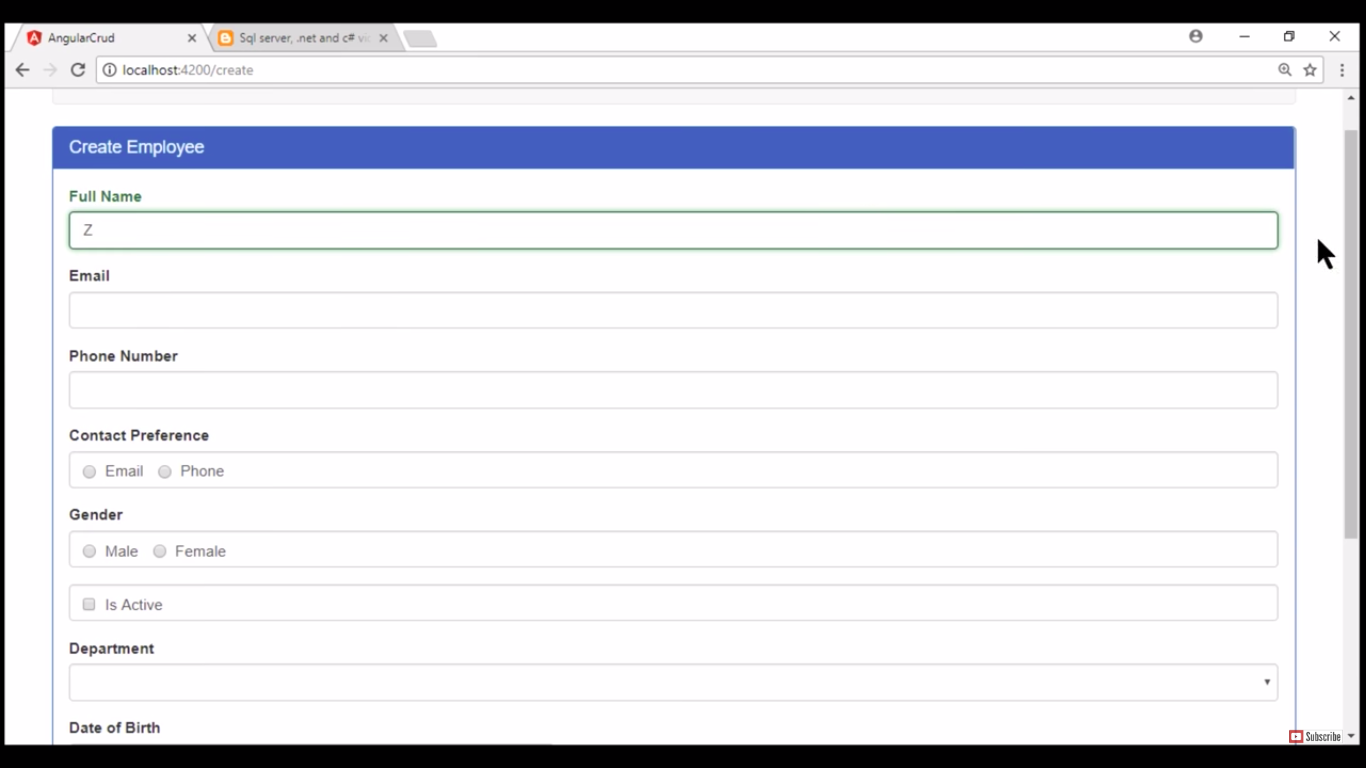 AngularCrud
Sql server, .net and c# vi
localhost:4200/create
Create Employee
Full Name
Z
Email
Phone Number
Contact Preference
Email Phone
Gender
Male Female
Is Active
Department
Date of Birth
Subscribe